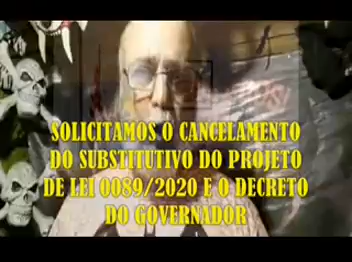 SOLICITAMOS O CANCELAMENTO
DO SUBSTITUTIVO DO PROJETO
DE LEI 0089/2020 E O DECRETO
DO GOVERNADOR